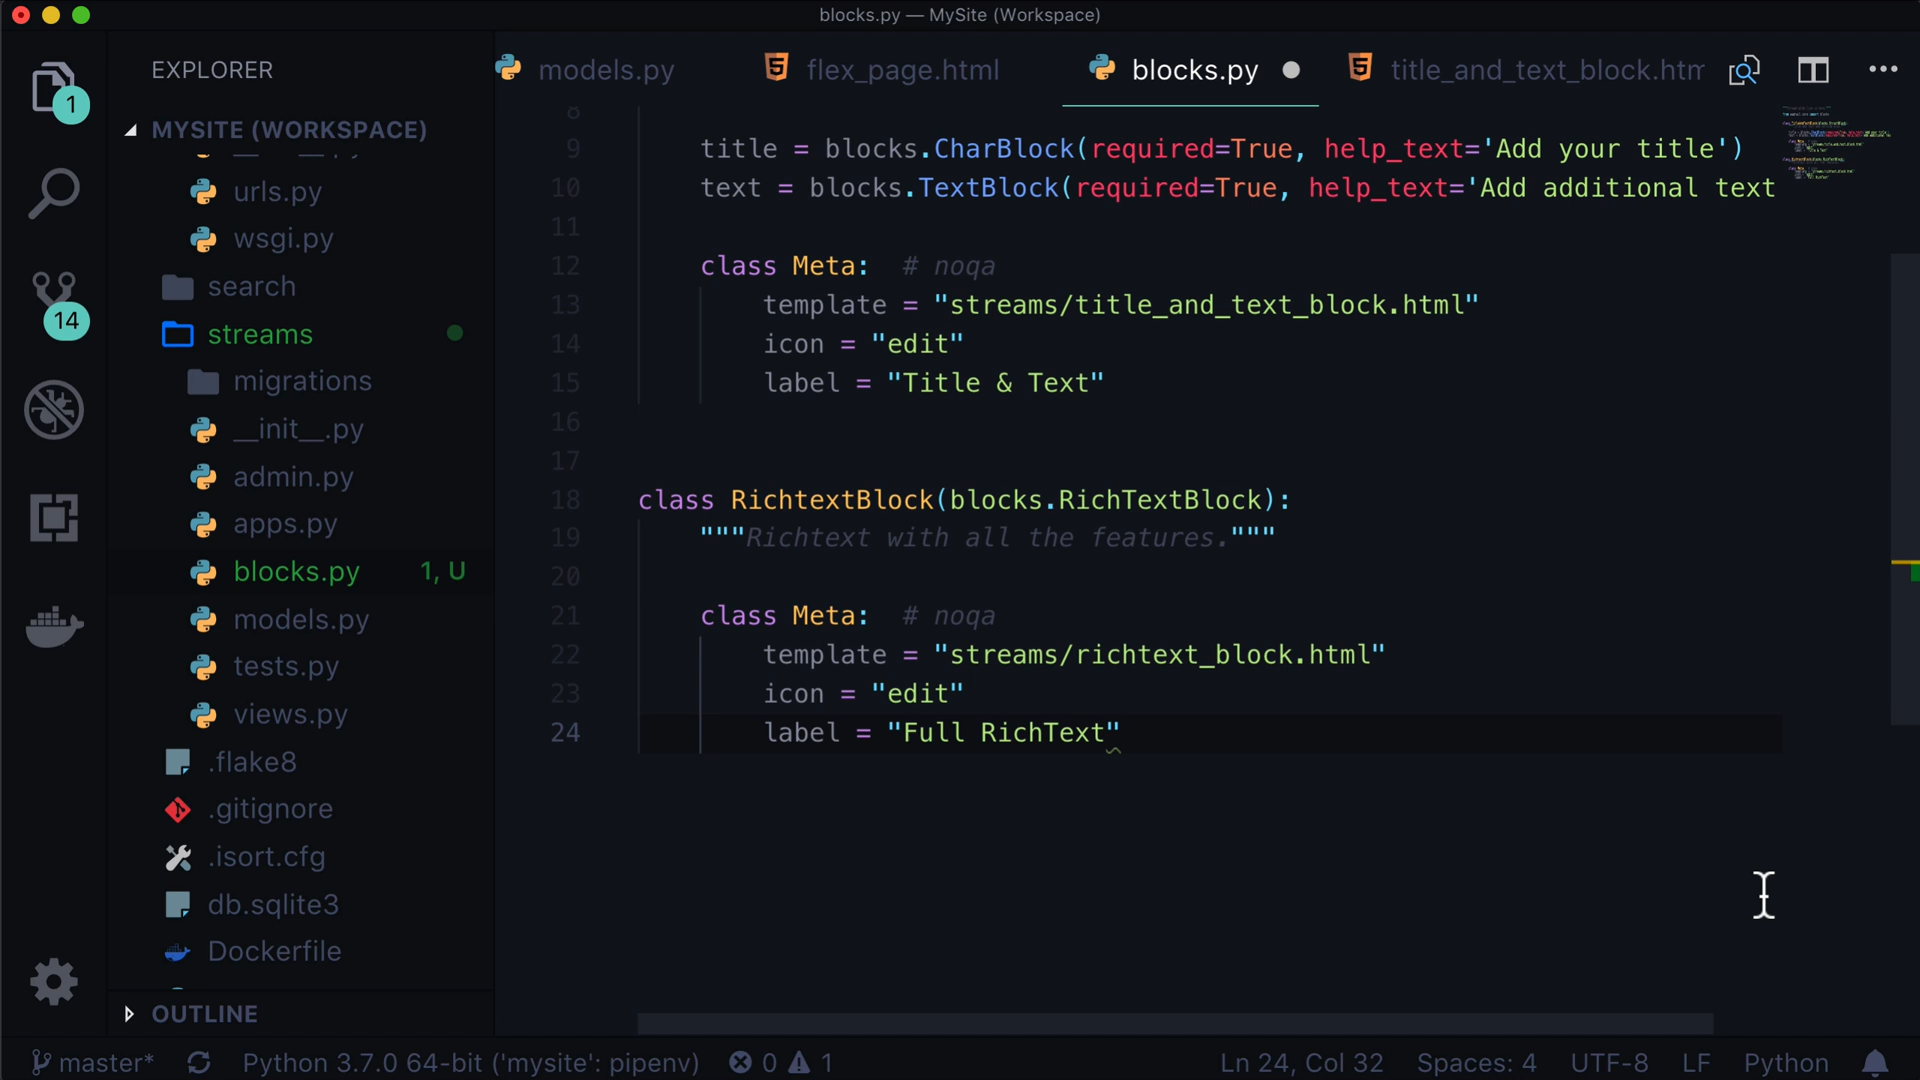 blocks.py — MySite (Workspace)
EXPLORER
models.py
flex_page.html
blocks.py
title_and_text_block.htm
1
MYSITE (WORKSPACE)
urls.py
wsgi.py
search
14
streams
migrations
__init__.py
admin.py
apps.py
blocks.py 1, U
models.py
tests.py
views.py
.flake8
.gitignore
.isort.cfg
db.sqlite3
Dockerfile
OUTLINE
8
9 title = blocks.CharBlock(required=True, help_text='Add your title')
10 text = blocks.TextBlock(required=True, help_text='Add additional text
11
12 class Meta: # noqa
13 template = "streams/title_and_text_block.html"
14 icon = "edit"
15 label = "Title & Text"
16
17
18 class RichtextBlock(blocks.RichTextBlock):
19 """Richtext with all the features."""
20
21 class Meta: # noqa
22 template = "streams/richtext_block.html"
23 icon = "edit"
24 label = "Full RichText"
master* Python 3.7.0 64-bit ('mysite': pipenv) 0 1 Ln 24, Col 32 Spaces: 4 UTF-8 LF Python